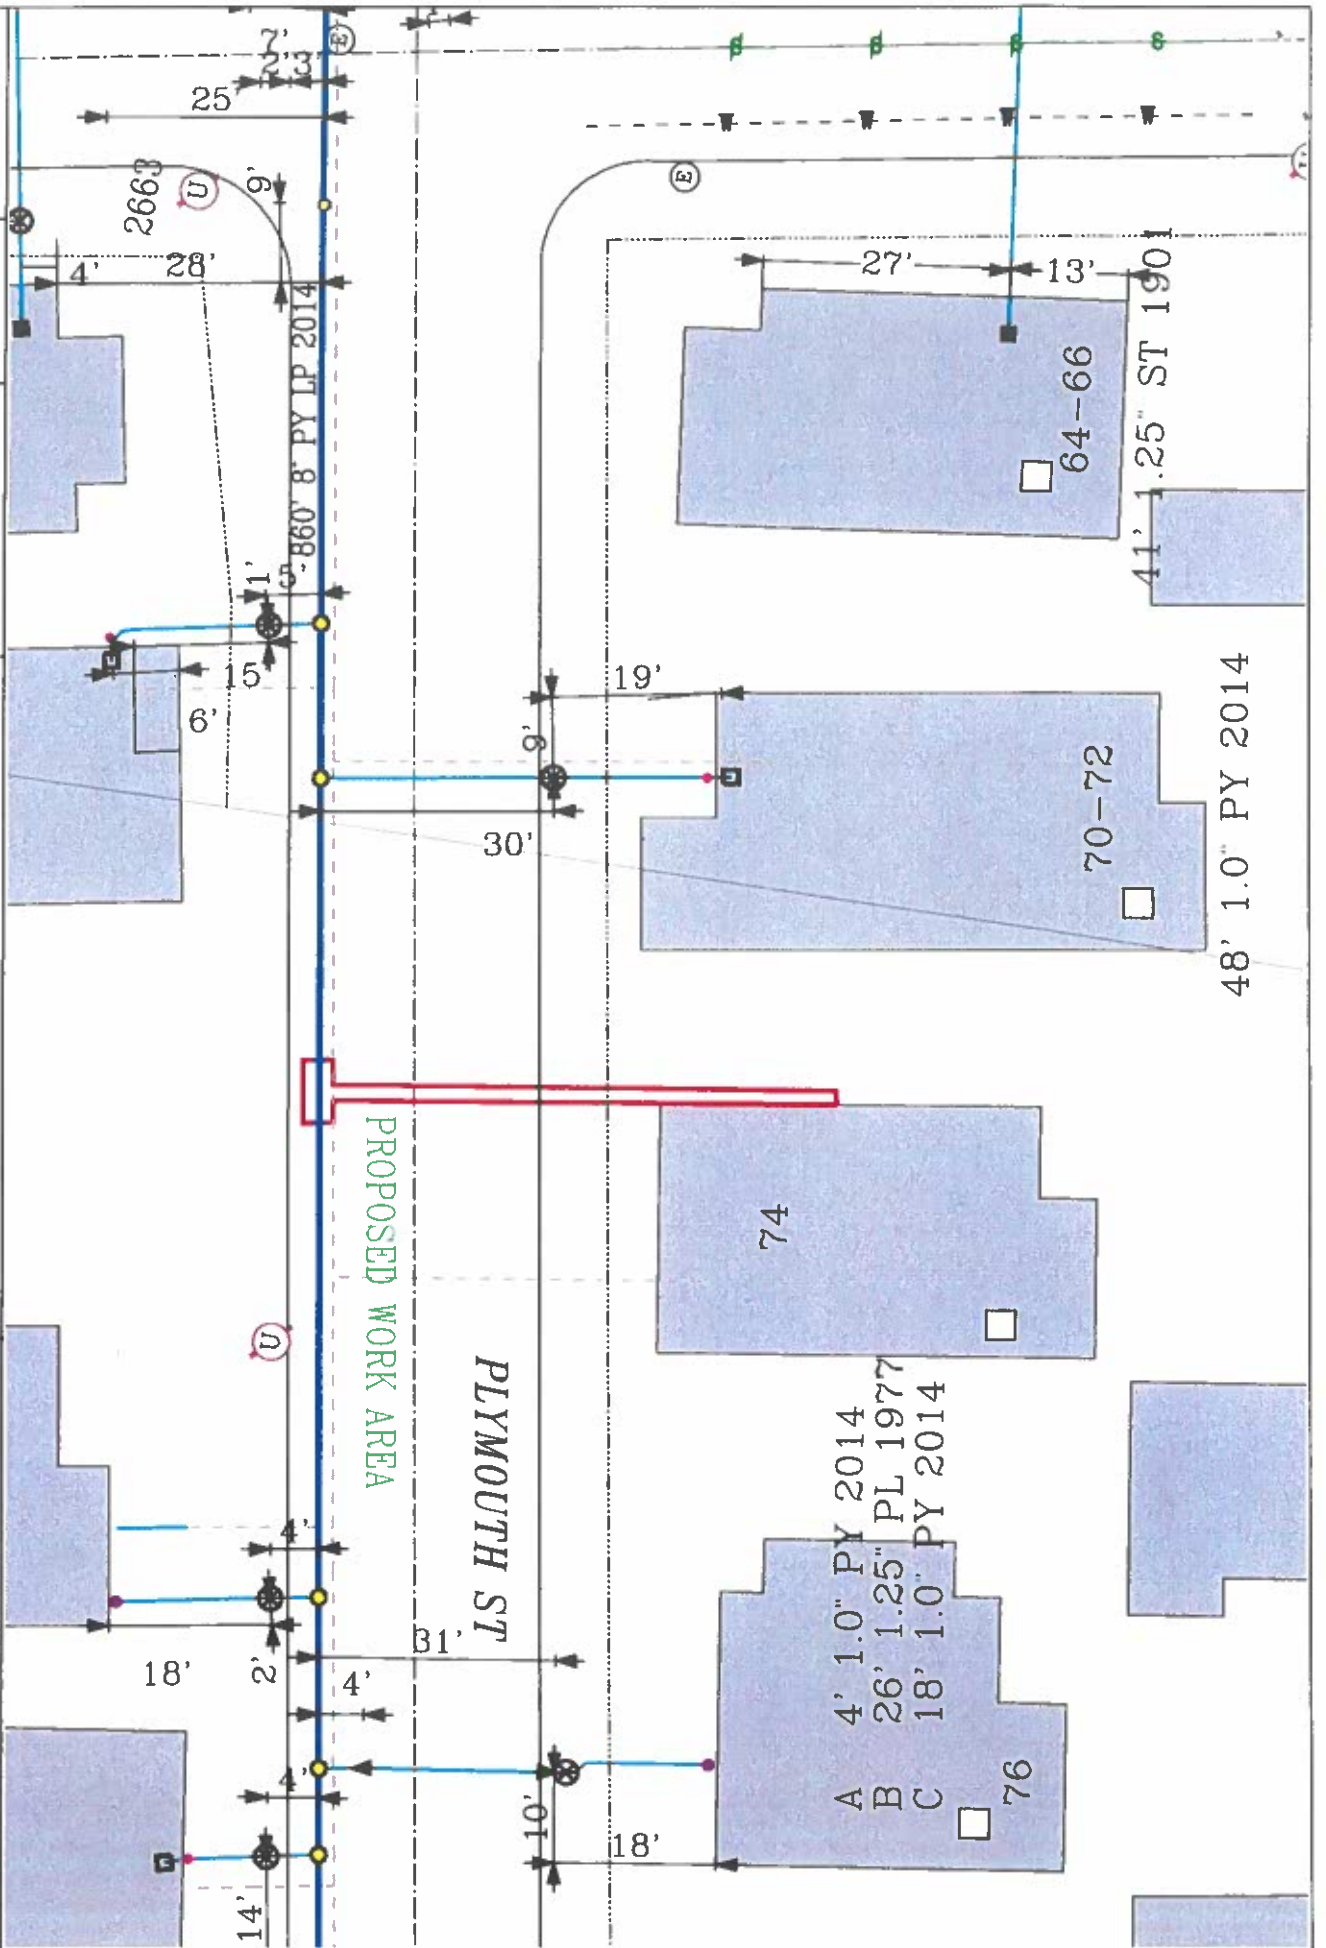 7'
2' 3'
25'
E
S S S S
W W W W
E
U
2663
U
9'
4'
28'
27'
13'
860' 8" PY LP 2014
64-66
41' 1.25" ST 1901
1'
5'
15'
6'
19'
9'
30'
70-72
48' 1.0" PY 2014
PROPOSED WORK AREA
74
U
PLYMOUTH ST
4'
18'
2'
31'
4'
A 4' 1.0" PY 2014
B 26' 1.25" PL 1977
C 18' 1.0" PY 2014
76
4'
10'
18'
14'